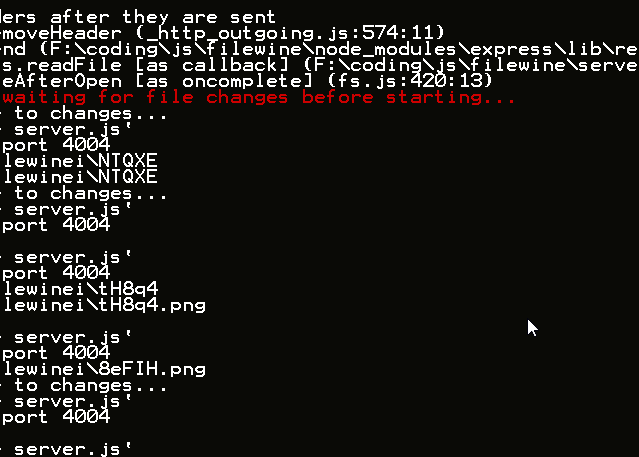 ders after they are sent
moveHeader (_http_outgoing.js:574:11)
nd (F:\coding\js\filewine\node_modules\express\lib\re
s.readFile [as callback] (F:\coding\js\filewine\serve
eAfterOpen [as oncomplete] (fs.js:420:13)
waiting for file changes before starting...
to changes...
server.js`
port 4004
lewinei\NTQXE
lewinei\NTQXE
to changes...
server.js`
port 4004
server.js`
port 4004
lewinei\tH8q4
lewinei\tH8q4.png
server.js`
port 4004
lewinei\8eFIH.png
to changes...
server.js`
port 4004
server.js`